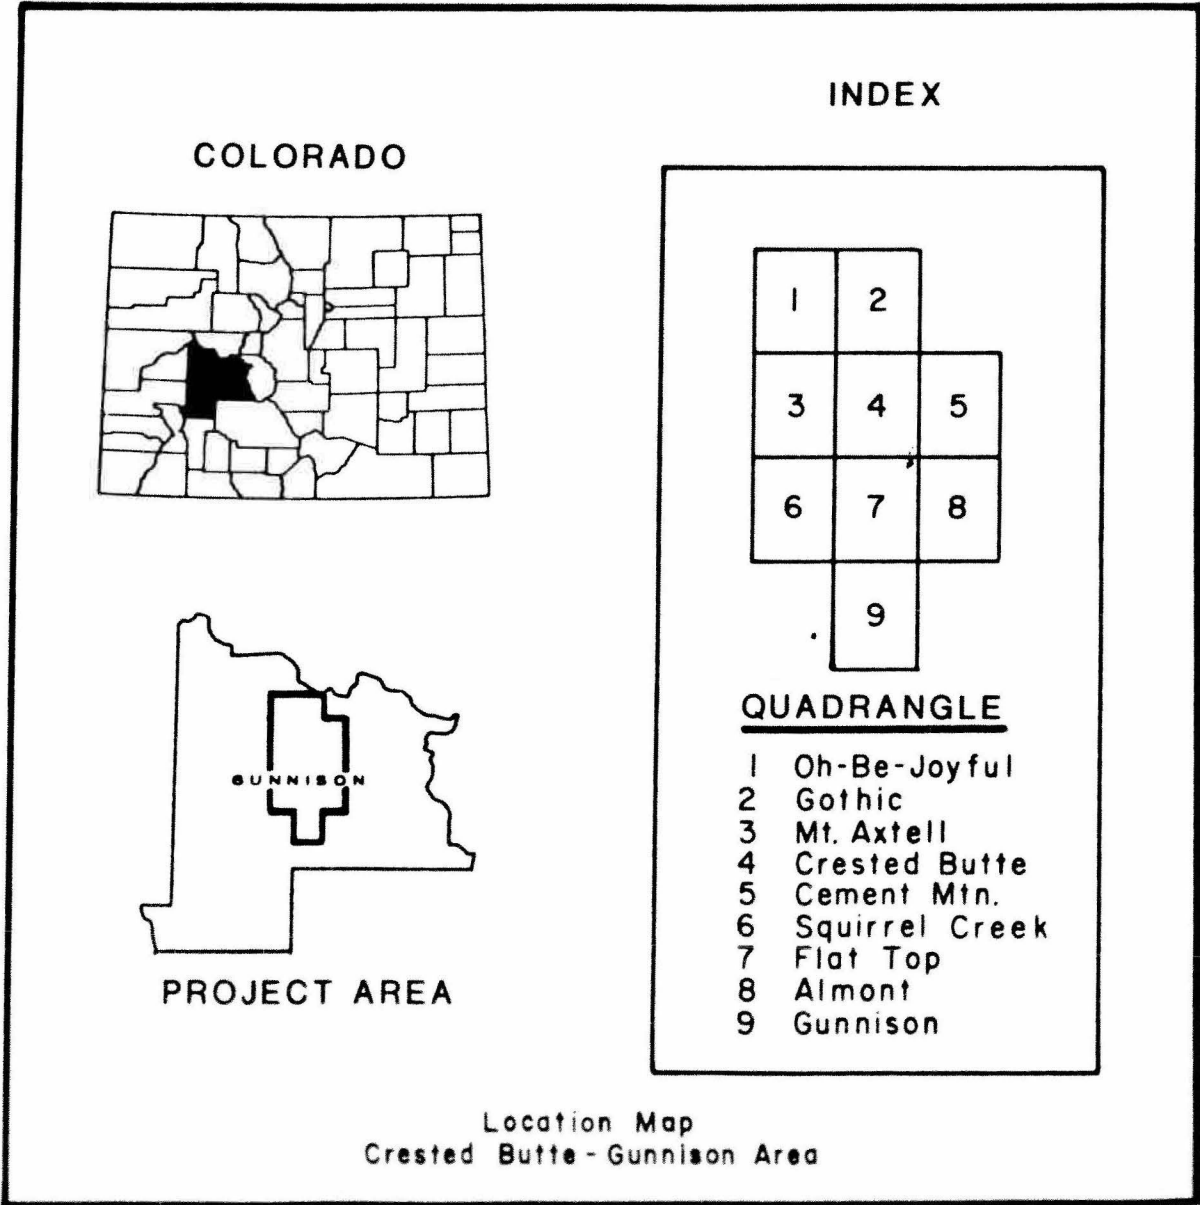 COLORADO
GUNNISON
PROJECT AREA
INDEX
1 2
3 4 5
6 7 8
9
QUADRANGLE
1 Oh-Be-Joyful
2 Gothic
3 Mt. Axtell
4 Crested Butte
5 Cement Mtn.
6 Squirrel Creek
7 Flat Top
8 Almont
9 Gunnison
Location Map
Crested Butte - Gunnison Area